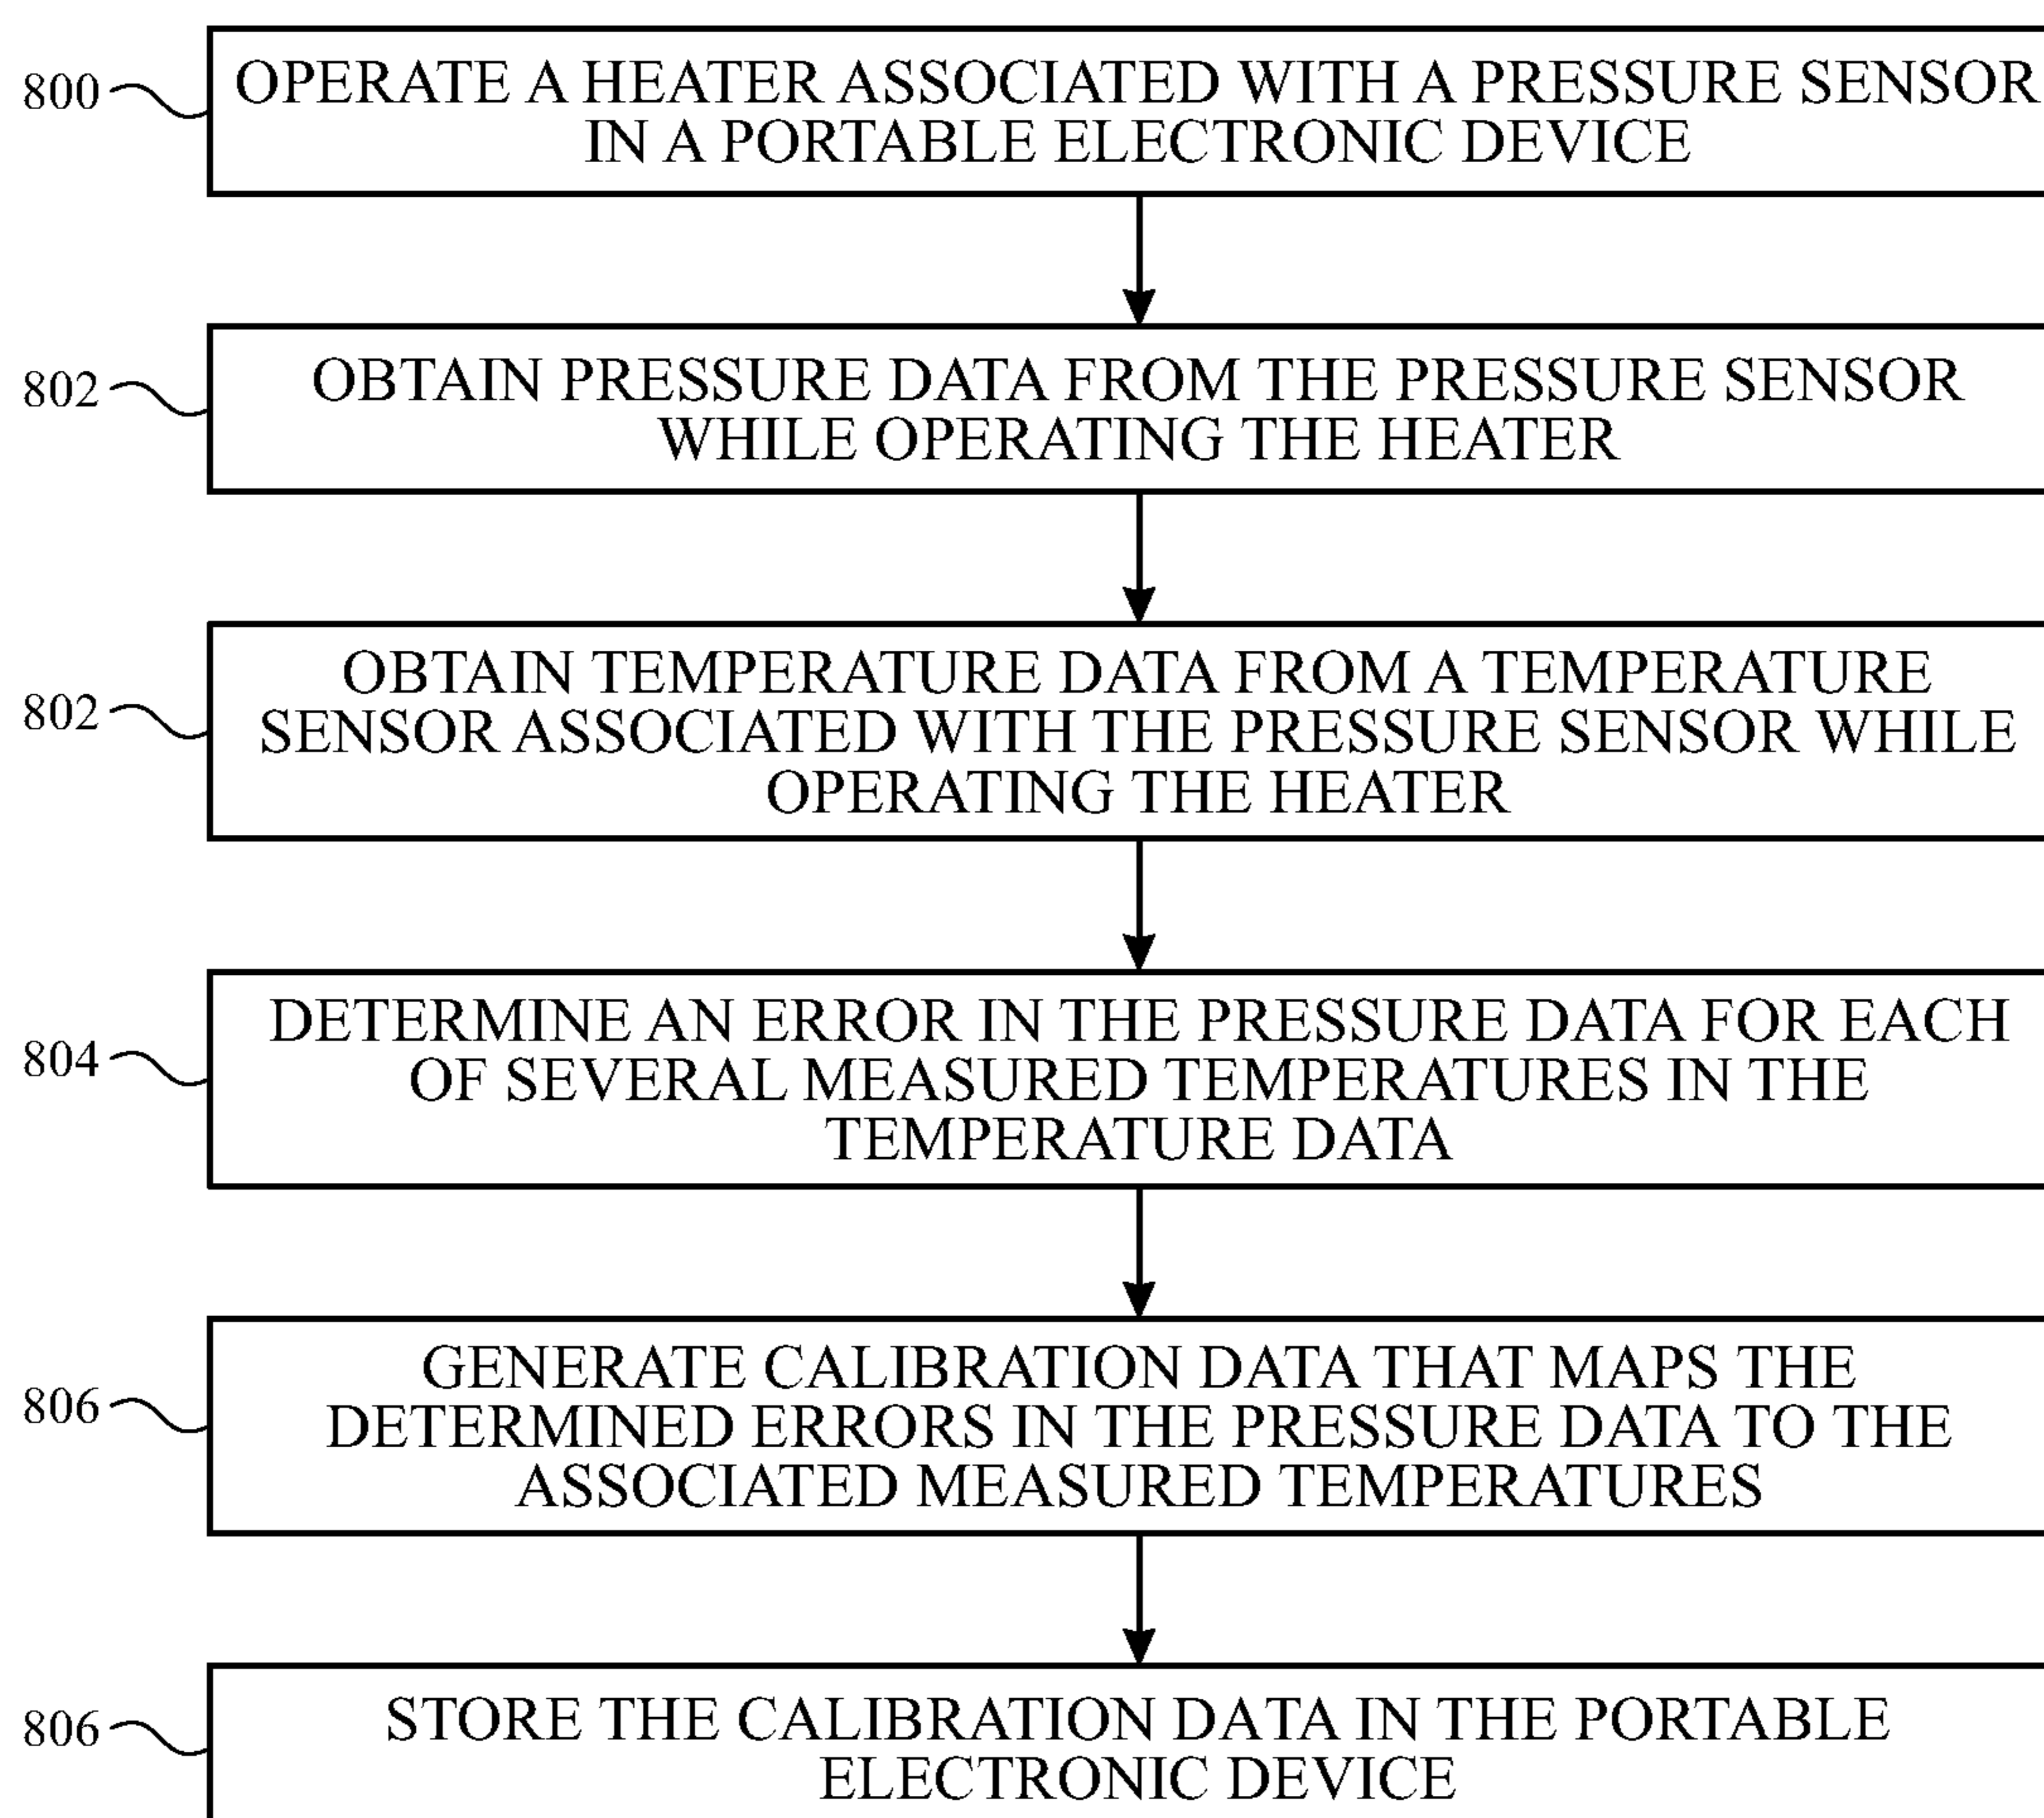 800
OPERATE A HEATER ASSOCIATED WITH A PRESSURE SENSOR
IN A PORTABLE ELECTRONIC DEVICE
802
OBTAIN PRESSURE DATA FROM THE PRESSURE SENSOR
WHILE OPERATING THE HEATER
802
OBTAIN TEMPERATURE DATA FROM A TEMPERATURE
SENSOR ASSOCIATED WITH THE PRESSURE SENSOR WHILE
OPERATING THE HEATER
804
DETERMINE AN ERROR IN THE PRESSURE DATA FOR EACH
OF SEVERAL MEASURED TEMPERATURES IN THE
TEMPERATURE DATA
806
GENERATE CALIBRATION DATA THAT MAPS THE
DETERMINED ERRORS IN THE PRESSURE DATA TO THE
ASSOCIATED MEASURED TEMPERATURES
806
STORE THE CALIBRATION DATA IN THE PORTABLE
ELECTRONIC DEVICE